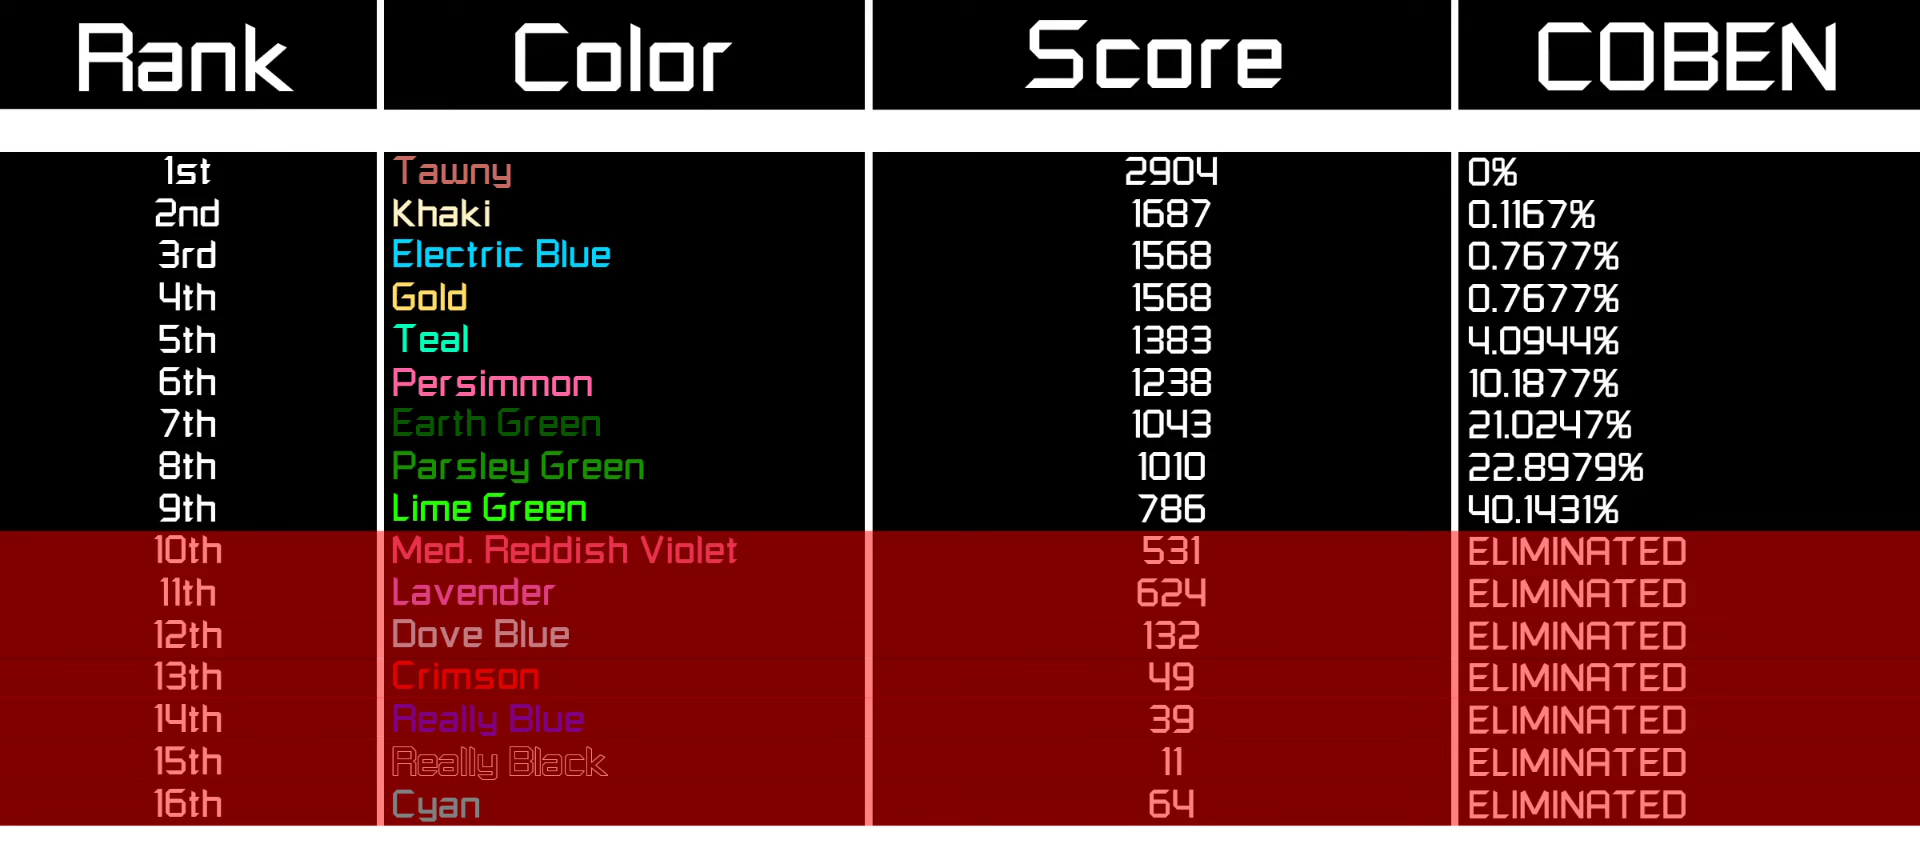 Rank Color Score COBEN
1st Tawny 2904 0%
2nd Khaki 1687 0.1167%
3rd Electric Blue 1568 0.7677%
4th Gold 1568 0.7677%
5th Teal 1383 4.0944%
6th Persimmon 1238 10.1877%
7th Earth Green 1043 21.0247%
8th Parsley Green 1010 22.8979%
9th Lime Green 786 40.1431%
10th Med. Reddish Violet 531 ELIMINATED
11th Lavender 624 ELIMINATED
12th Dove Blue 132 ELIMINATED
13th Crimson 49 ELIMINATED
14th Really Blue 39 ELIMINATED
15th Really Black 11 ELIMINATED
16th Cyan 64 ELIMINATED